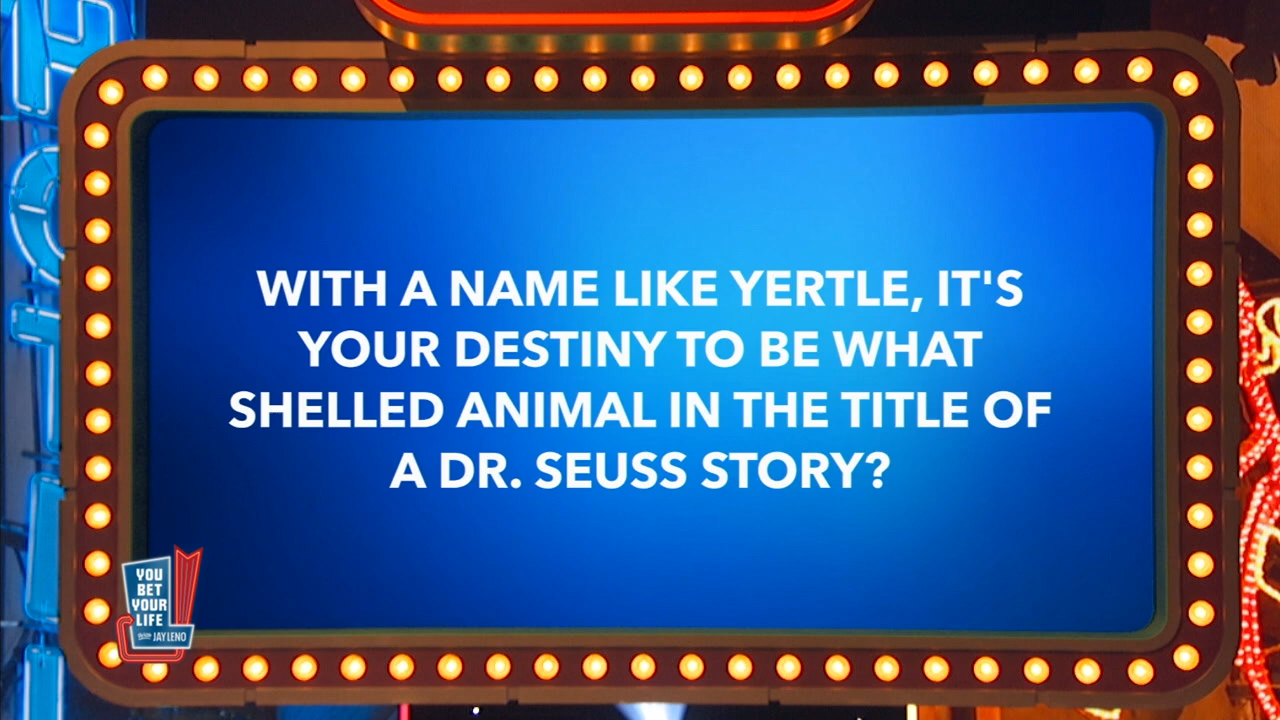 WITH A NAME LIKE YERTLE, IT'S
YOUR DESTINY TO BE WHAT
SHELLED ANIMAL IN THE TITLE OF
A DR. SEUSS STORY?
YOU
BET
YOUR
LIFE
WITH JAY LENO